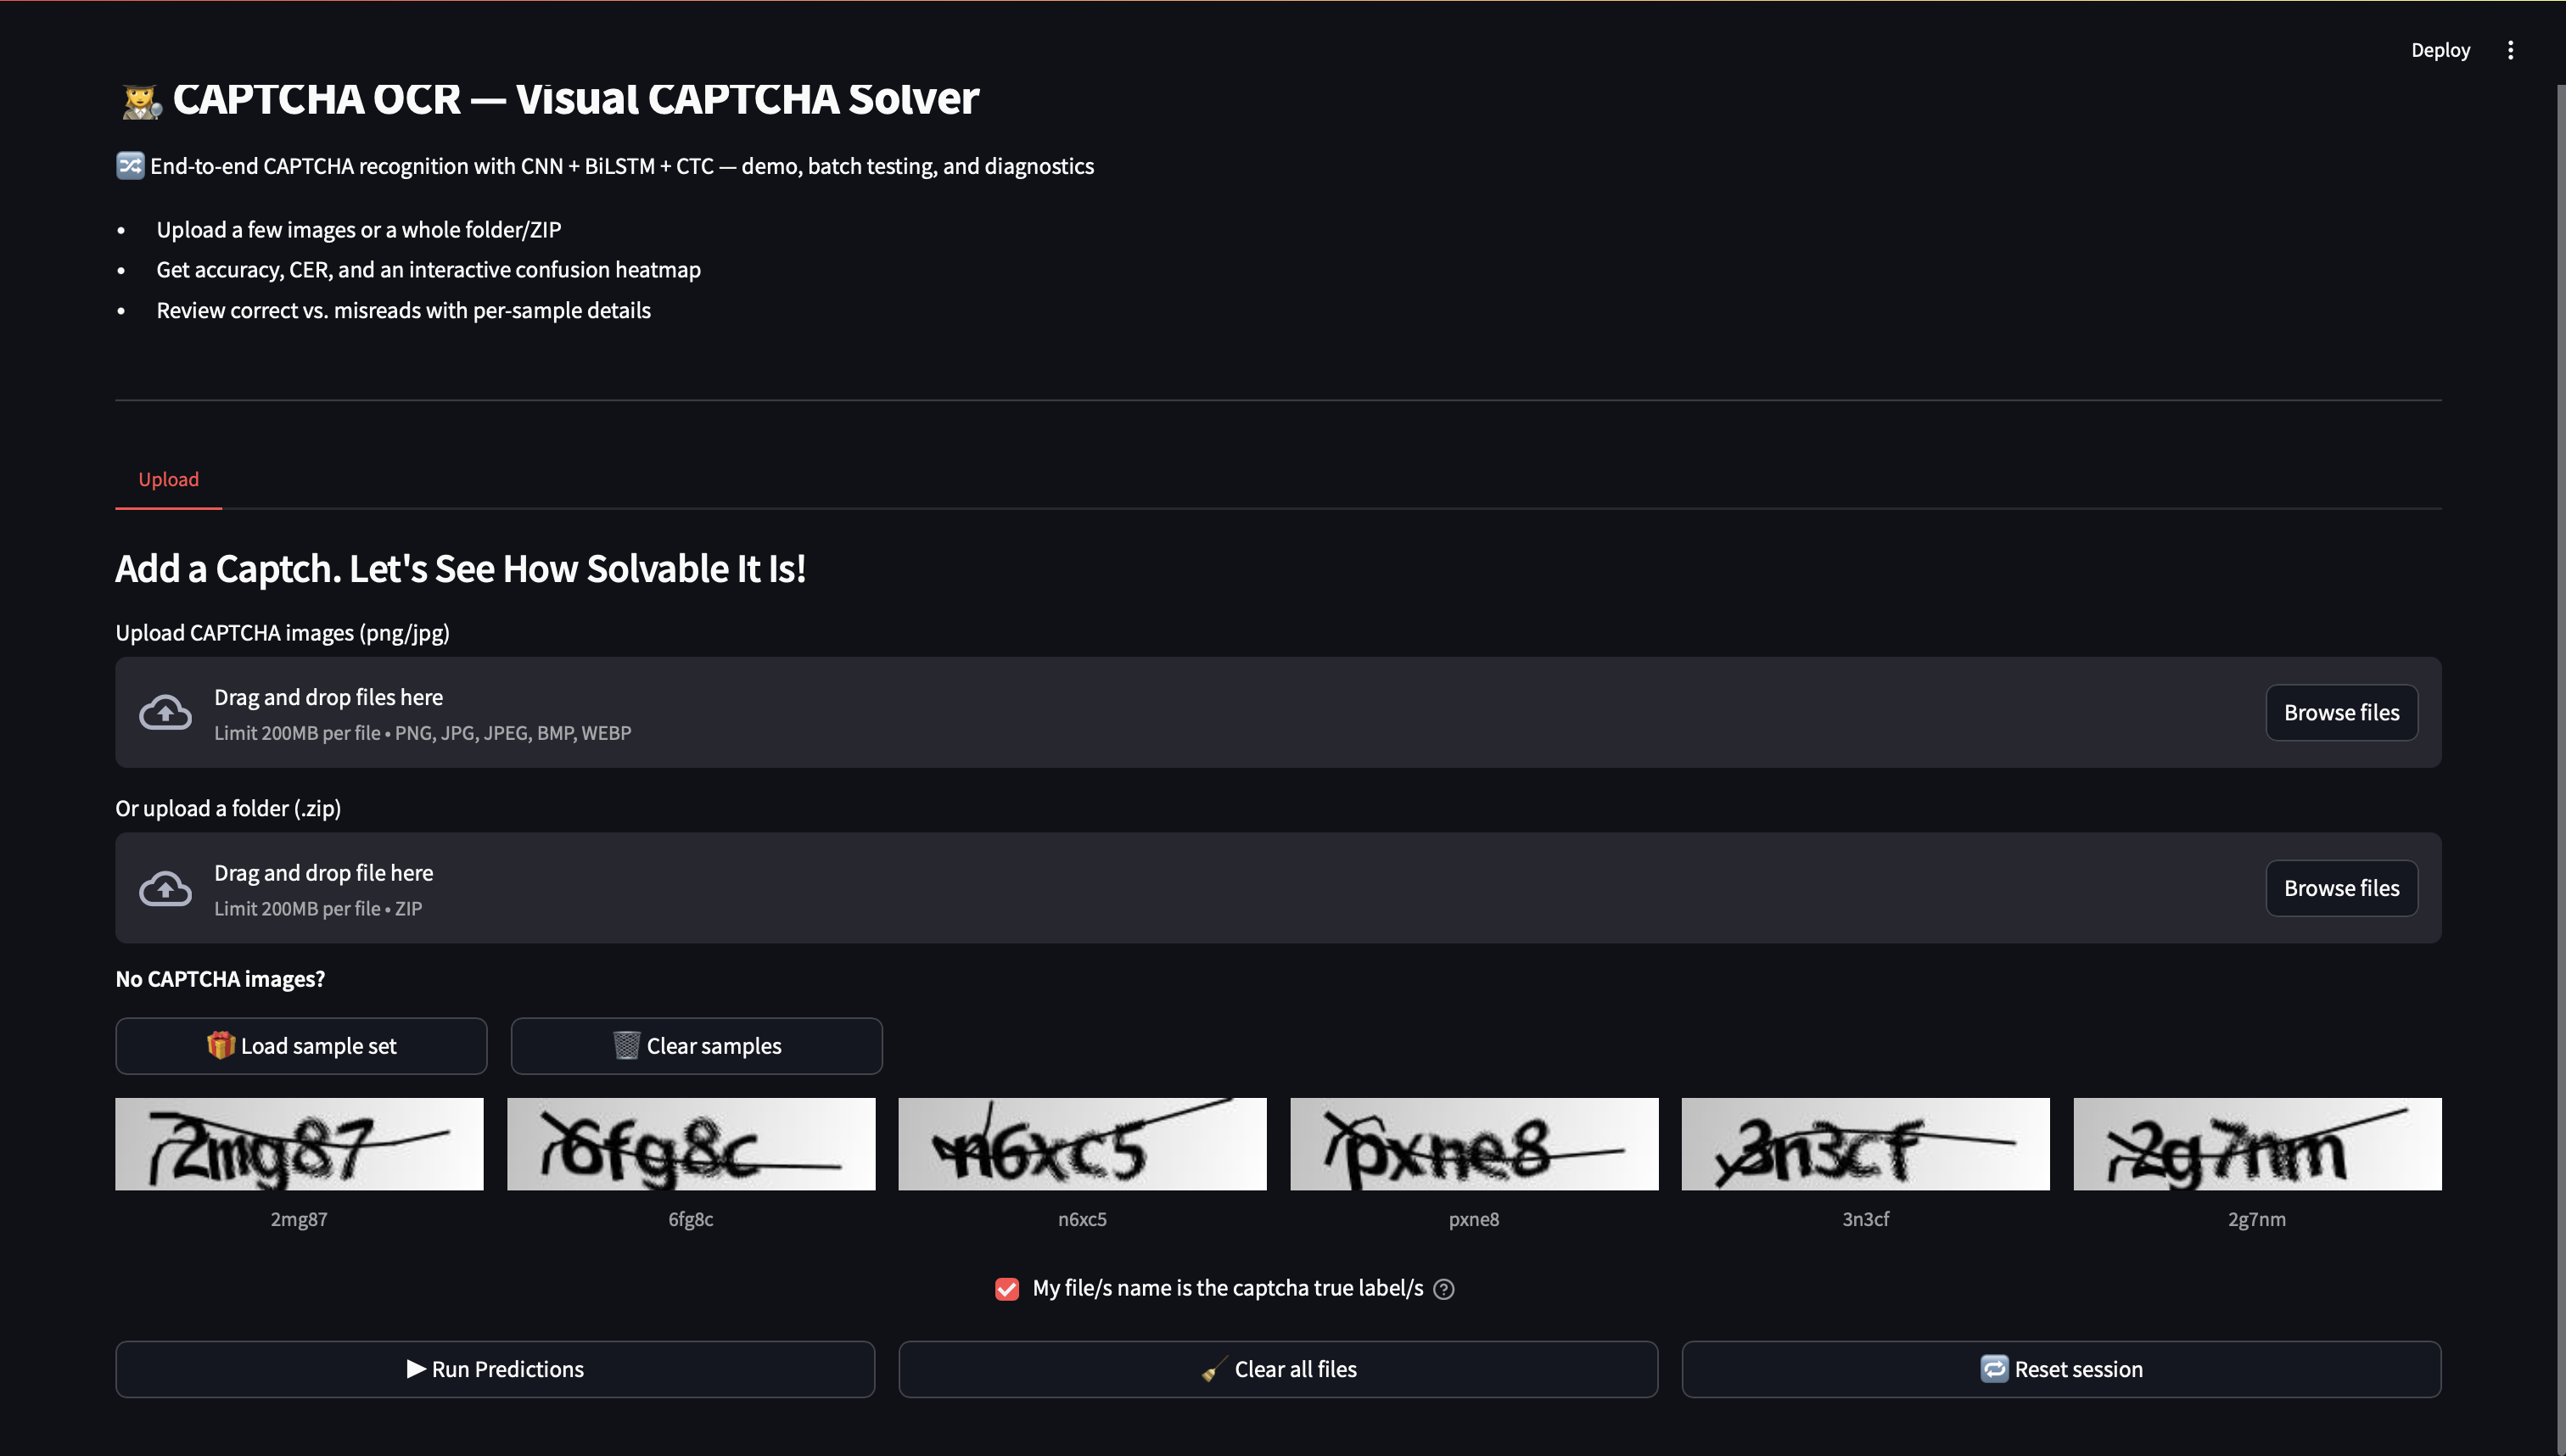 Deploy
🕵️‍♀️ CAPTCHA OCR — Visual CAPTCHA Solver
🔀 End-to-end CAPTCHA recognition with CNN + BiLSTM + CTC — demo, batch testing, and diagnostics
• Upload a few images or a whole folder/ZIP
• Get accuracy, CER, and an interactive confusion heatmap
• Review correct vs. misreads with per-sample details
Upload
Add a Captch. Let's See How Solvable It Is!
Upload CAPTCHA images (png/jpg)
Drag and drop files here
Limit 200MB per file • PNG, JPG, JPEG, BMP, WEBP
Browse files
Or upload a folder (.zip)
Drag and drop file here
Limit 200MB per file • ZIP
Browse files
No CAPTCHA images?
🎁 Load sample set 🗑️ Clear samples
2mg87 6fg8c n6xc5 pxne8 3n3cf 2g7nm
2mg87 6fg8c n6xc5 pxne8 3n3cf 2g7nm
My file/s name is the captcha true label/s
▶ Run Predictions 🧹 Clear all files 🔁 Reset session